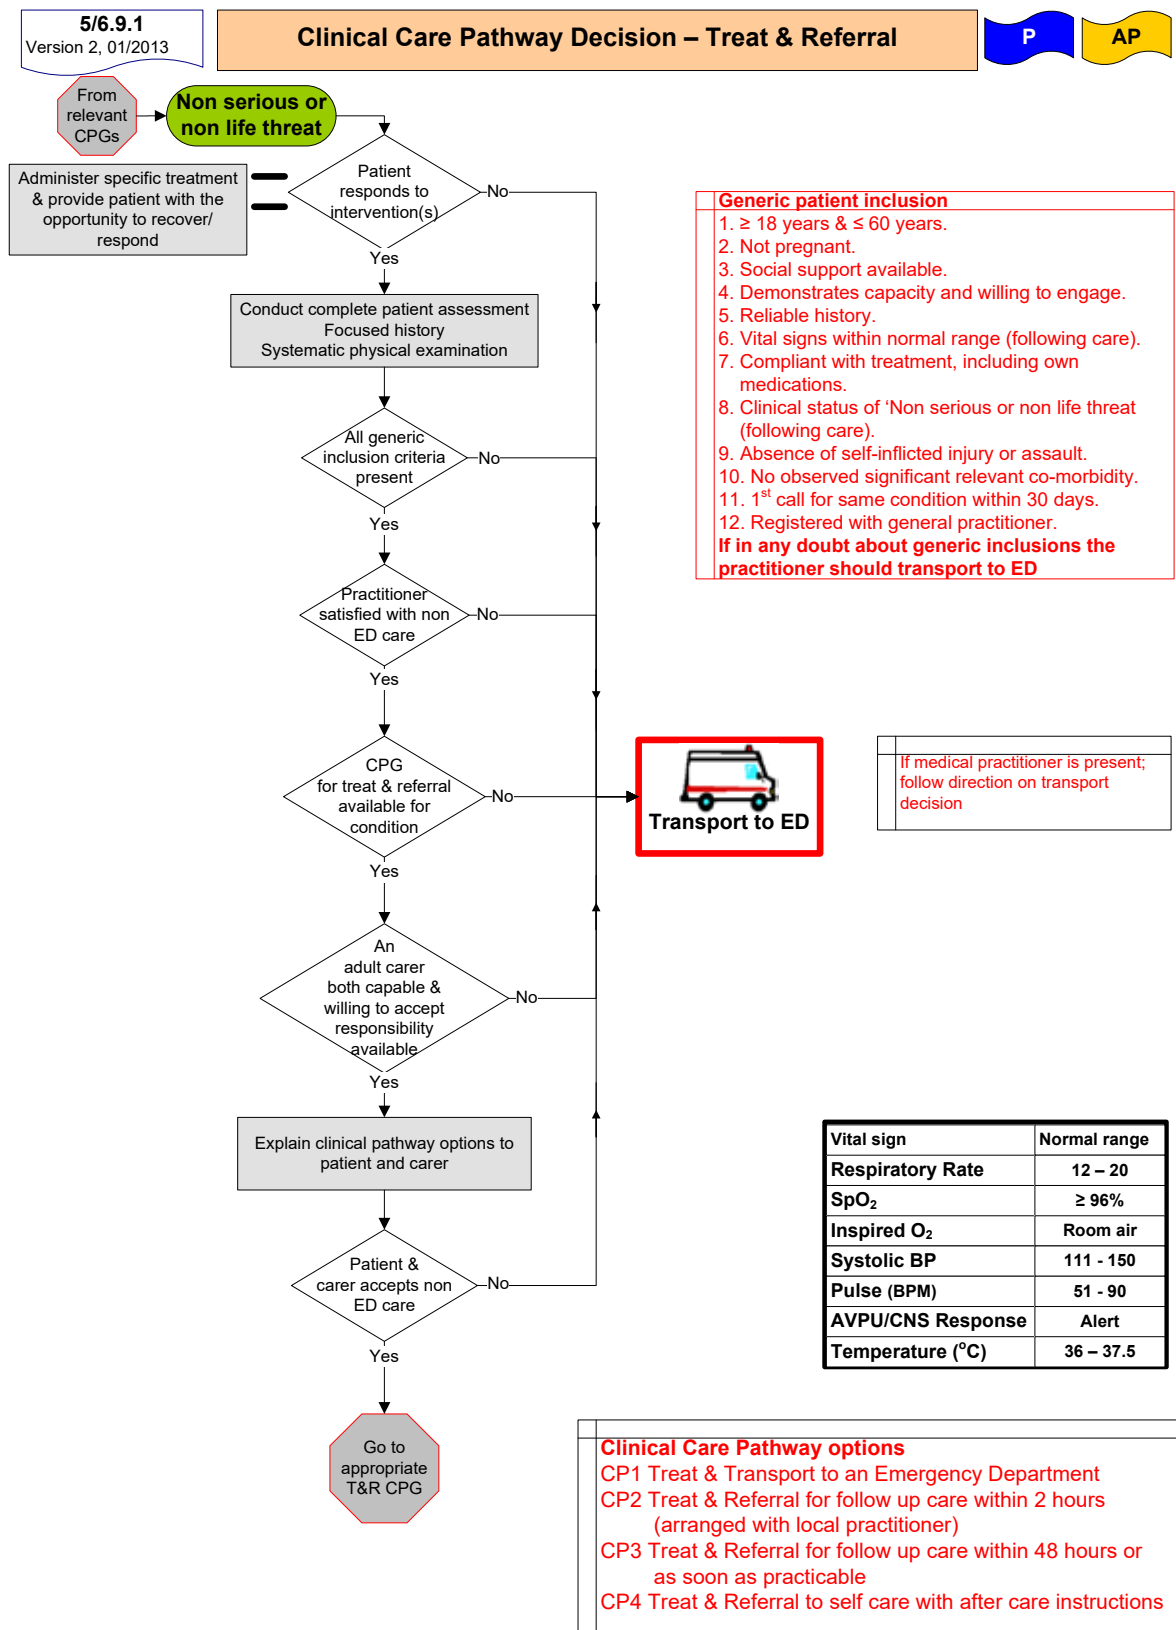 5/6.9.1
Version 2, 01/2013
Clinical Care Pathway Decision – Treat & Referral
P
AP
From
relevant
CPGs
Non serious or
non life threat
Administer specific treatment
& provide patient with the
opportunity to recover/
respond
Patient
responds to
intervention(s)
No
Yes
Generic patient inclusion
1. ≥ 18 years & ≤ 60 years.
2. Not pregnant.
3. Social support available.
4. Demonstrates capacity and willing to engage.
5. Reliable history.
6. Vital signs within normal range (following care).
7. Compliant with treatment, including own
medications.
8. Clinical status of ‘Non serious or non life threat
(following care).
9. Absence of self-inflicted injury or assault.
10. No observed significant relevant co-morbidity.
11. 1st call for same condition within 30 days.
12. Registered with general practitioner.
If in any doubt about generic inclusions the
practitioner should transport to ED
Conduct complete patient assessment
Focused history
Systematic physical examination
All generic
inclusion criteria
present
No
Yes
Practitioner
satisfied with non
ED care
No
Yes
CPG
for treat & referral
available for
condition
No
Yes
Transport to ED
If medical practitioner is present;
follow direction on transport
decision
An
adult carer
both capable &
willing to accept
responsibility
available
No
Yes
Explain clinical pathway options to
patient and carer
Patient &
carer accepts non
ED care
No
Yes
Vital sign Normal range
Respiratory Rate 12 – 20
SpO2 ≥ 96%
Inspired O2 Room air
Systolic BP 111 - 150
Pulse (BPM) 51 - 90
AVPU/CNS Response Alert
Temperature (oC) 36 – 37.5
Go to
appropriate
T&R CPG
Clinical Care Pathway options
CP1 Treat & Transport to an Emergency Department
CP2 Treat & Referral for follow up care within 2 hours
(arranged with local practitioner)
CP3 Treat & Referral for follow up care within 48 hours or
as soon as practicable
CP4 Treat & Referral to self care with after care instructions